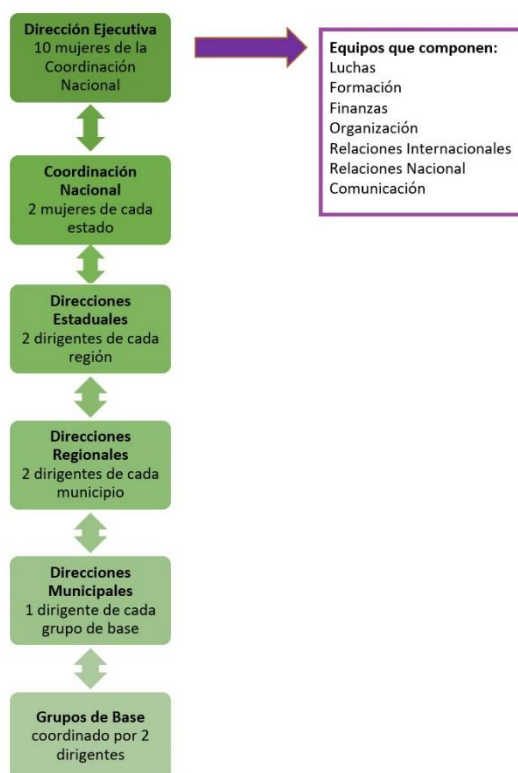 Dirección Ejecutiva
10 mujeres de la
Coordinación
Nacional
Equipos que componen:
Luchas
Formación
Finanzas
Organización
Relaciones Internacionales
Relaciones Nacional
Comunicación
Coordinación
Nacional
2 mujeres de cada
estado
Direcciones
Estaduales
2 dirigentes de cada
región
Direcciones
Regionales
2 dirigentes de cada
municipio
Direcciones
Municipales
1 dirigente de cada
grupo de base
Grupos de Base
coordinado por 2
dirigentes